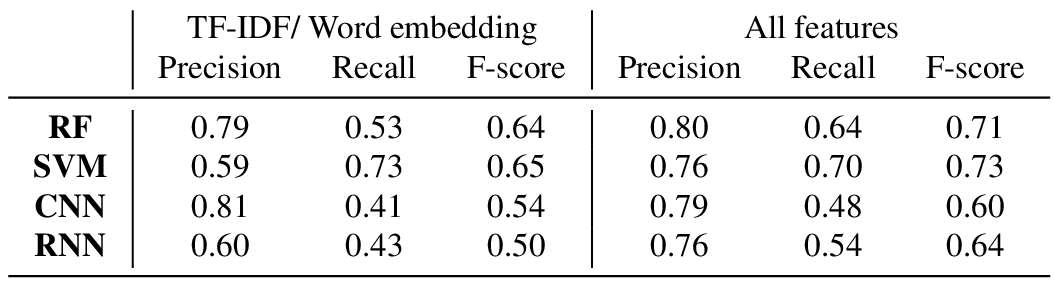 TF-IDF/ Word embedding All features
Precision Recall F-score Precision Recall F-score
RF 0.79 0.53 0.64 0.80 0.64 0.71
SVM 0.59 0.73 0.65 0.76 0.70 0.73
CNN 0.81 0.41 0.54 0.79 0.48 0.60
RNN 0.60 0.43 0.50 0.76 0.54 0.64